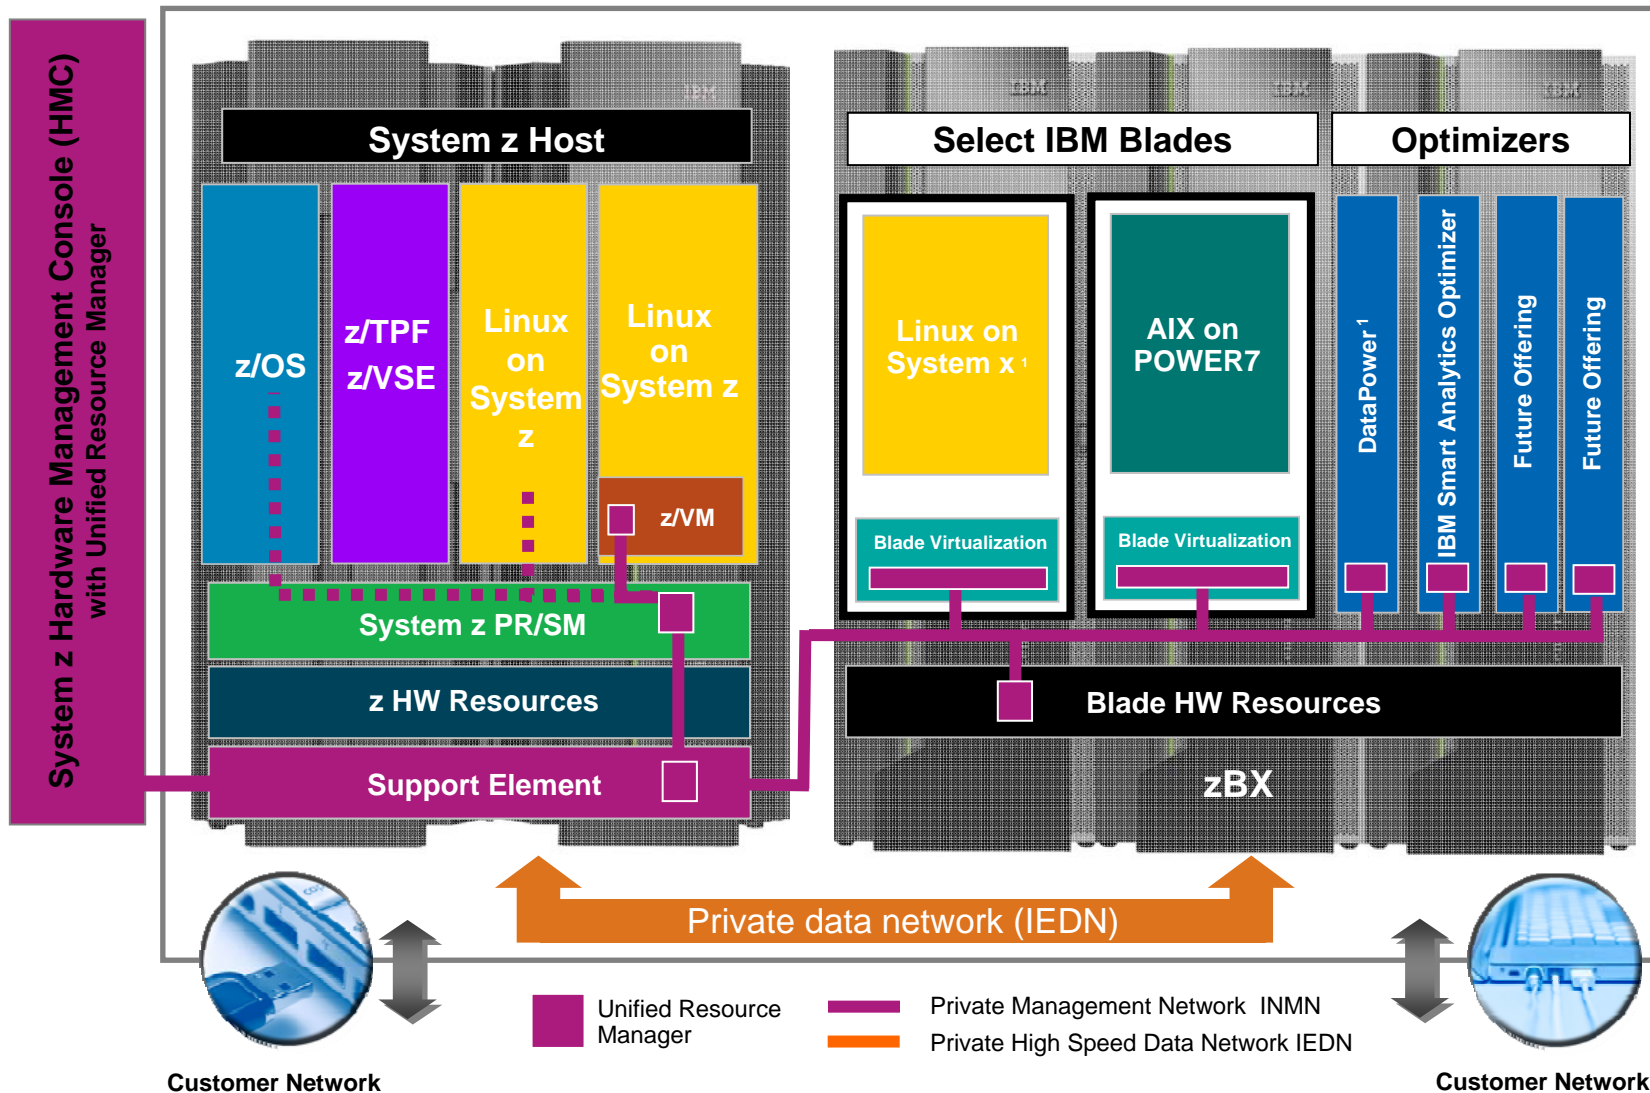 System z Hardware Management Console (HMC)
with Unified Resource Manager
IBM
IBM
IBM
IBM
System z Host
Select IBM Blades
Optimizers
z/OS
z/TPF
z/VSE
Linux
on
System
z
Linux
on
System z
z/VM
Linux on
System x 1
AIX on
POWER7
Blade Virtualization
Blade Virtualization
DataPower 1
IBM Smart Analytics Optimizer
Future Offering
Future Offering
System z PR/SM
z HW Resources
Support Element
Blade HW Resources
zBX
Private data network (IEDN)
Unified Resource
Manager
Private Management Network INMN
Private High Speed Data Network IEDN
Customer Network
Customer Network